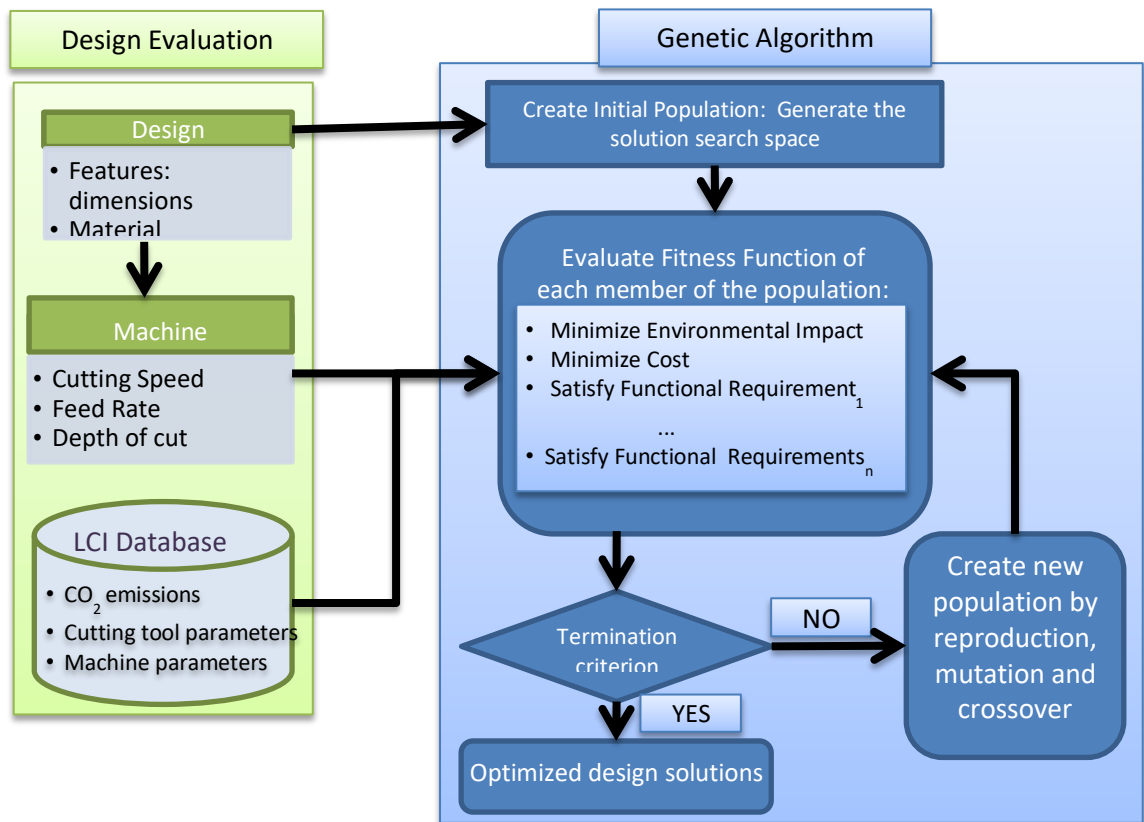 Design Evaluation
Design
• Features:
dimensions
• Material
Machine
• Cutting Speed
• Feed Rate
• Depth of cut
LCI Database
• CO2 emissions
• Cutting tool parameters
• Machine parameters
Genetic Algorithm
Create Initial Population: Generate the
solution search space
Evaluate Fitness Function of
each member of the population:
• Minimize Environmental Impact
• Minimize Cost
• Satisfy Functional Requirement1
...
• Satisfy Functional Requirementsn
Termination
criterion
NO
Create new
population by
reproduction,
mutation and
crossover
YES
Optimized design solutions